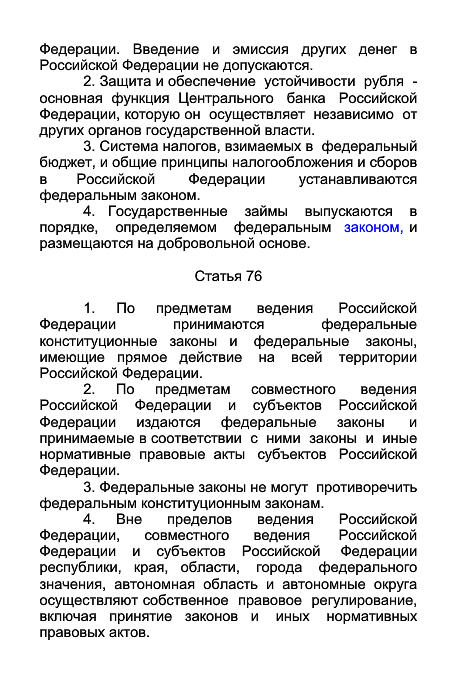 Федерации. Введение и эмиссия других денег в
Российской Федерации не допускаются.
2. Защита и обеспечение устойчивости рубля -
основная функция Центрального банка Российской
Федерации, которую он осуществляет независимо от
других органов государственной власти.
3. Система налогов, взимаемых в федеральный
бюджет, и общие принципы налогообложения и сборов
в Российской Федерации устанавливаются
федеральным законом.
4. Государственные займы выпускаются в
порядке, определяемом федеральным законом, и
размещаются на добровольной основе.
Статья 76
1. По предметам ведения Российской
Федерации принимаются федеральные
конституционные законы и федеральные законы,
имеющие прямое действие на всей территории
Российской Федерации.
2. По предметам совместного ведения
Российской Федерации и субъектов Российской
Федерации издаются федеральные законы и
принимаемые в соответствии с ними законы и иные
нормативные правовые акты субъектов Российской
Федерации.
3. Федеральные законы не могут противоречить
федеральным конституционным законам.
4. Вне пределов ведения Российской
Федерации, совместного ведения Российской
Федерации и субъектов Российской Федерации
республики, края, области, города федерального
значения, автономная область и автономные округа
осуществляют собственное правовое регулирование,
включая принятие законов и иных нормативных
правовых актов.